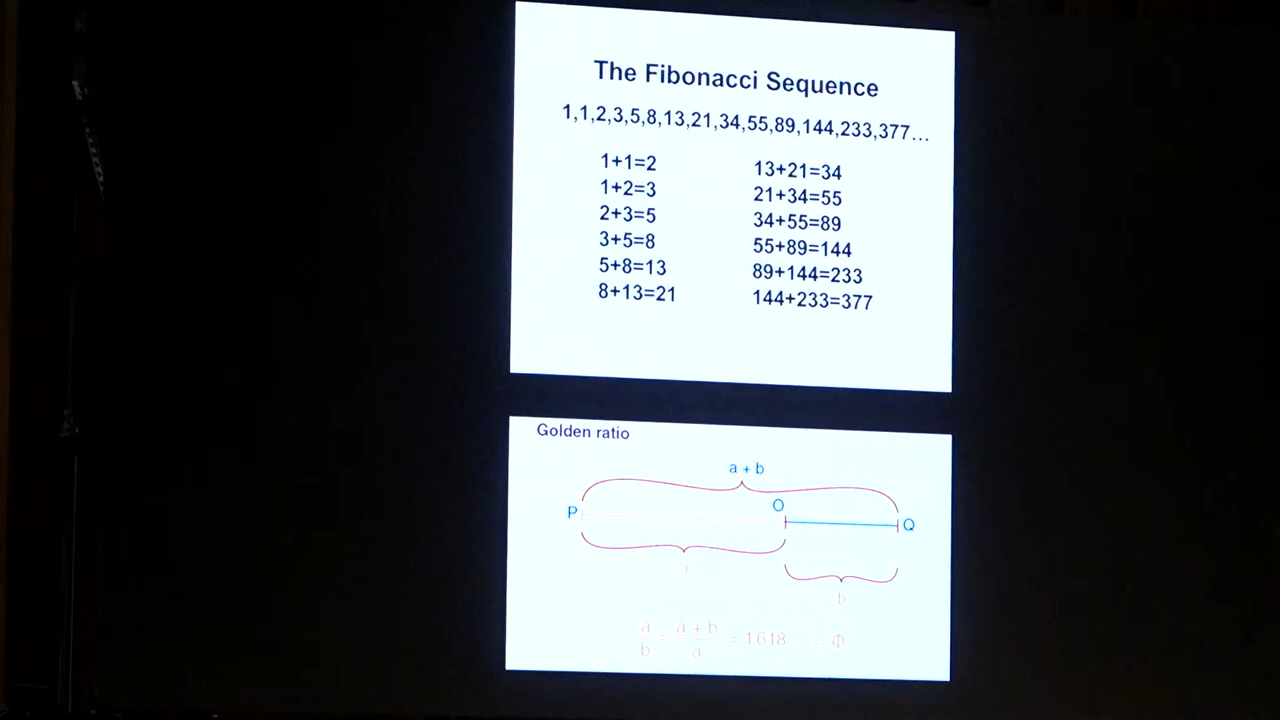 The Fibonacci Sequence
1,1,2,3,5,8,13,21,34,55,89,144,233,377...
1+1=2
1+2=3
2+3=5
3+5=8
5+8=13
8+13=21
13+21=34
21+34=55
34+55=89
55+89=144
89+144=233
144+233=377
Golden ratio
a + b
P
O
Q
b
a/b = a + b/a = 1.618 = Φ